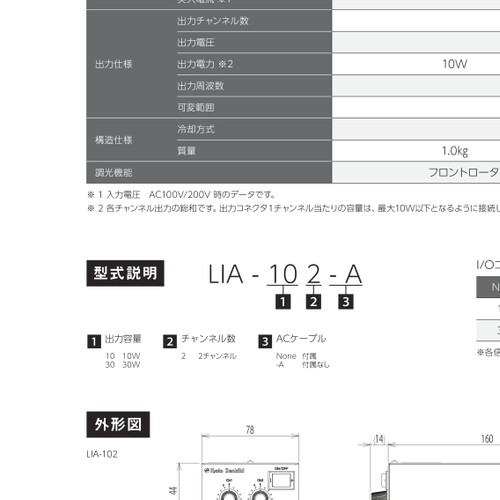 突入電流 ※1
出力チャンネル数
出力電圧
出力仕様 出力電力 ※2 10W
出力周波数
可変範囲
構造仕様 冷却方式
質量 1.0kg
調光機能 フロントロータ
※ 1 入力電圧 AC100V/200V 時のデータです。
※ 2 各チャンネル出力の総和です。出力コネクタ1チャンネル当たりの容量は、最大10W以下となるように接続し
型式説明 LIA - 10 2 - A
1 2 3
I/Oコ
N
1 出力容量 2 チャンネル数 3 ACケーブル
10 10W 2 2チャンネル None 付属
30 30W -A 付属なし
3
※各信
外形図
LIA-102
78
14 160
44
Kyoto Denkiki
CH1 CH2 ON/OFF